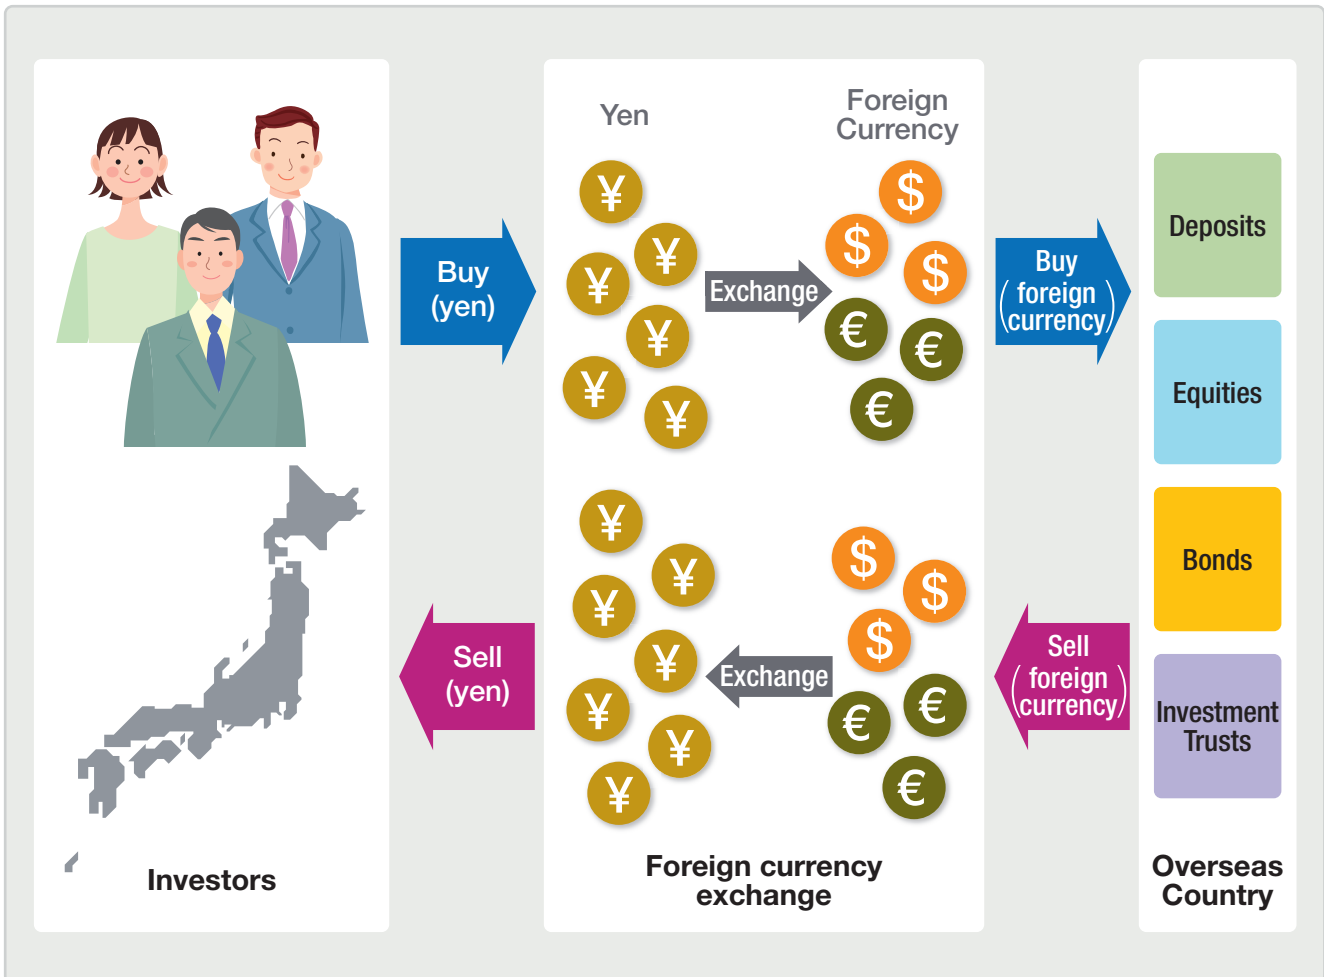 Yen
Foreign
Currency
¥
¥
¥
¥
¥
¥
$
$
$
€
€
€
Buy
(yen)
Exchange
Buy
(foreign
currency)
Deposits
Equities
Bonds
Investment
Trusts
¥
¥
¥
¥
¥
¥
¥
$
$
$
€
€
€
Sell
(yen)
Exchange
Sell
(foreign
currency)
Investors
Foreign currency
exchange
Overseas
Country